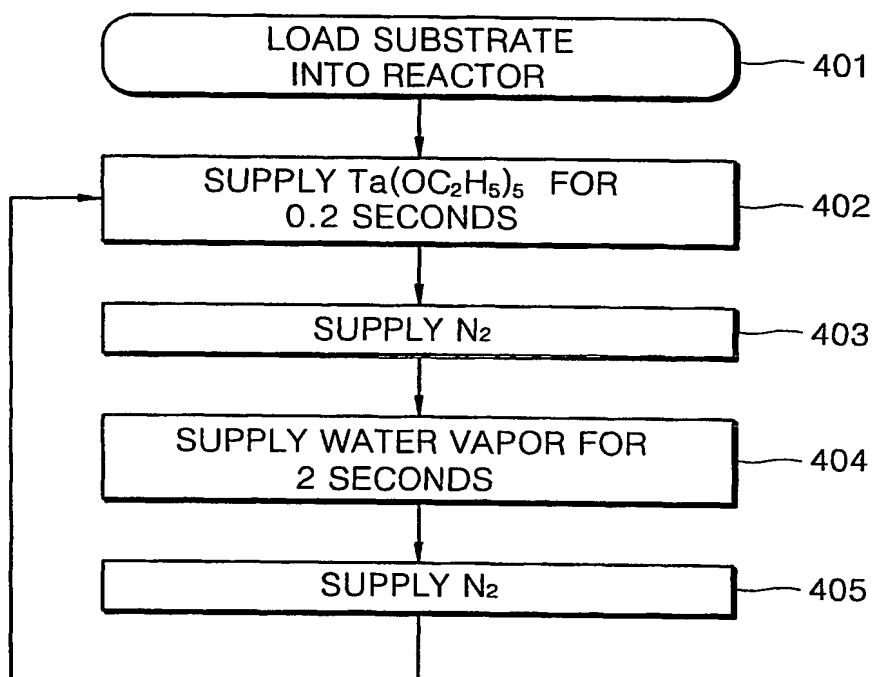 LOAD SUBSTRATE
INTO REACTOR
401
SUPPLY Ta(OC₂H₅)₅ FOR
0.2 SECONDS
402
SUPPLY N₂
403
SUPPLY WATER VAPOR FOR
2 SECONDS
404
SUPPLY N₂
405